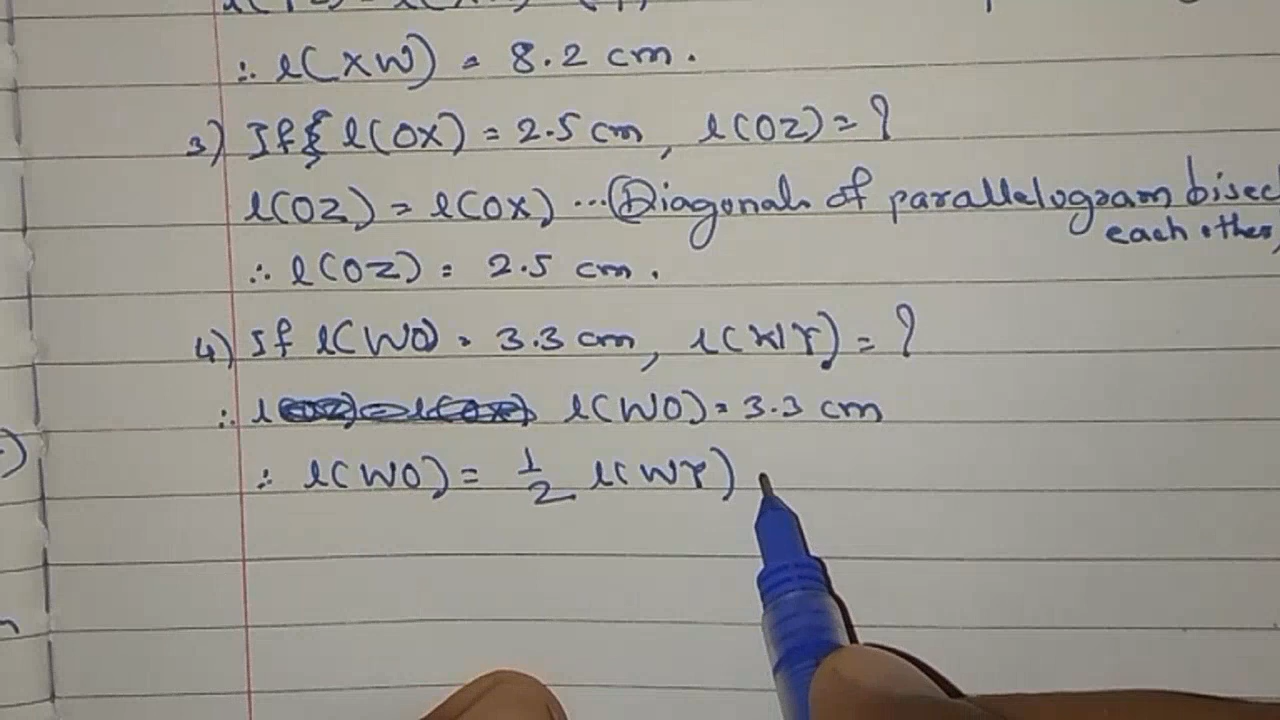 ∴ l(XW) = 8.2 cm.
3) If l(OX) = 2.5 cm, l(OZ) = ?
l(OZ) = l(OX) ... (Diagonals of parallelogram bisec
each other)
∴ l(OZ) = 2.5 cm.
4) If l(WO) = 3.3 cm, l(WY) = ?
∴ l(WO) = 3.3 cm
∴ l(WO) = 1/2 l(WY)